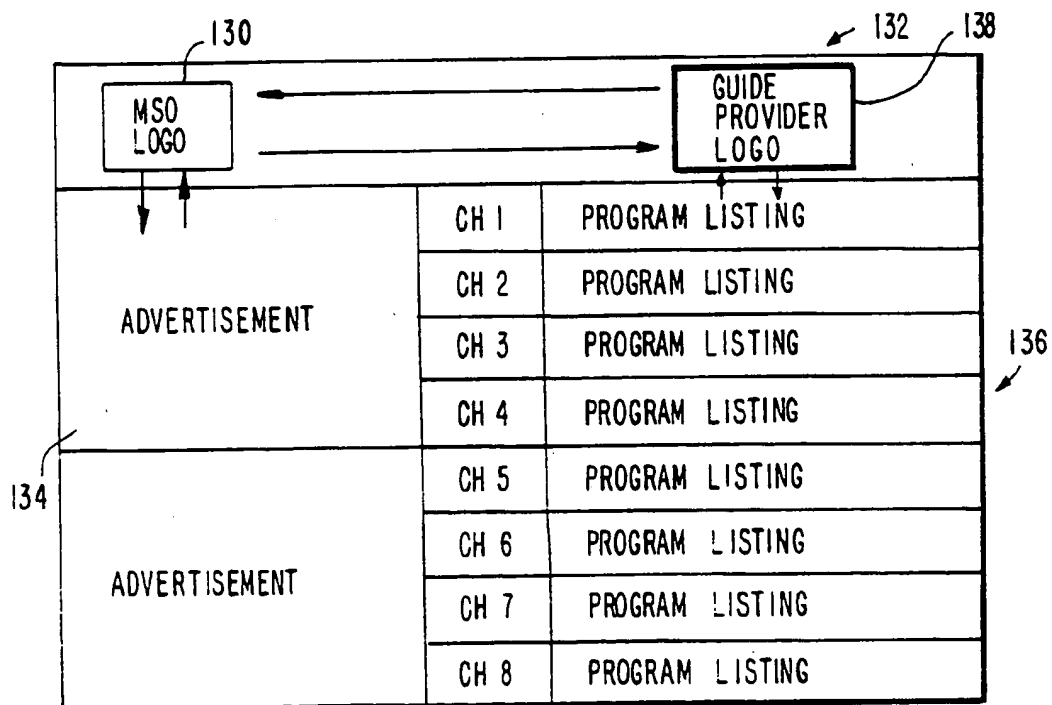 130
132
138
MSO
LOGO
GUIDE
PROVIDER
LOGO
CH 1 PROGRAM LISTING
CH 2 PROGRAM LISTING
ADVERTISEMENT
CH 3 PROGRAM LISTING
136
CH 4 PROGRAM LISTING
134
CH 5 PROGRAM LISTING
CH 6 PROGRAM LISTING
ADVERTISEMENT
CH 7 PROGRAM LISTING
CH 8 PROGRAM LISTING